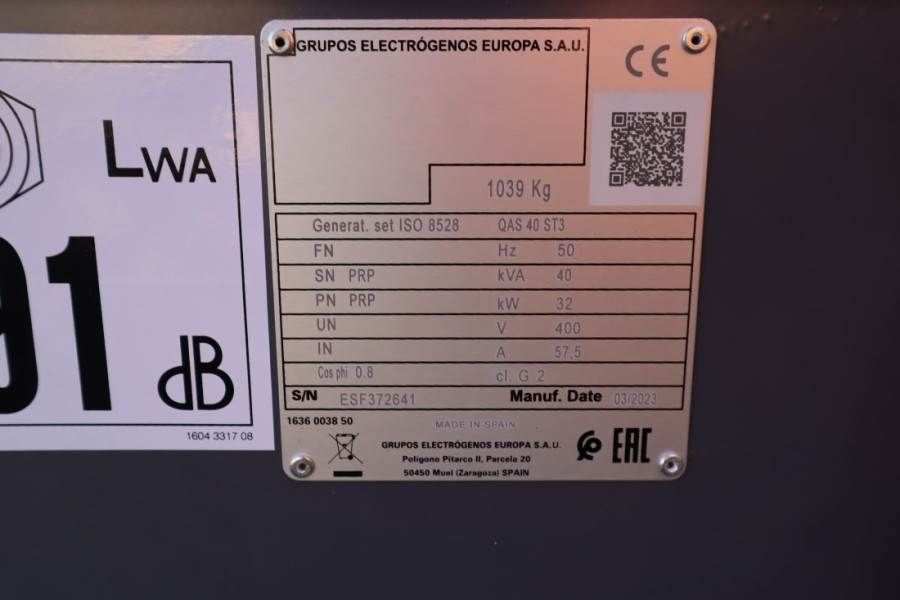 LWA
91
dB
1604 3317 08
GRUPOS ELECTRÓGENOS EUROPA S.A.U.
CE
1039 Kg
Generat. set ISO 8528 QAS 40 ST3
FN Hz 50
SN PRP kVA 40
PN PRP kW 32
UN V 400
IN A 57,5
Cos phi 0.8 cl. G 2
S/N ESF372641 Manuf. Date 03/2023
1636 0038 50
MADE IN SPAIN
GRUPOS ELECTRÓGENOS EUROPA S.A.U.
Polígono Pitarco II, Parcela 20
50450 Muel (Zaragoza) SPAIN
EAC